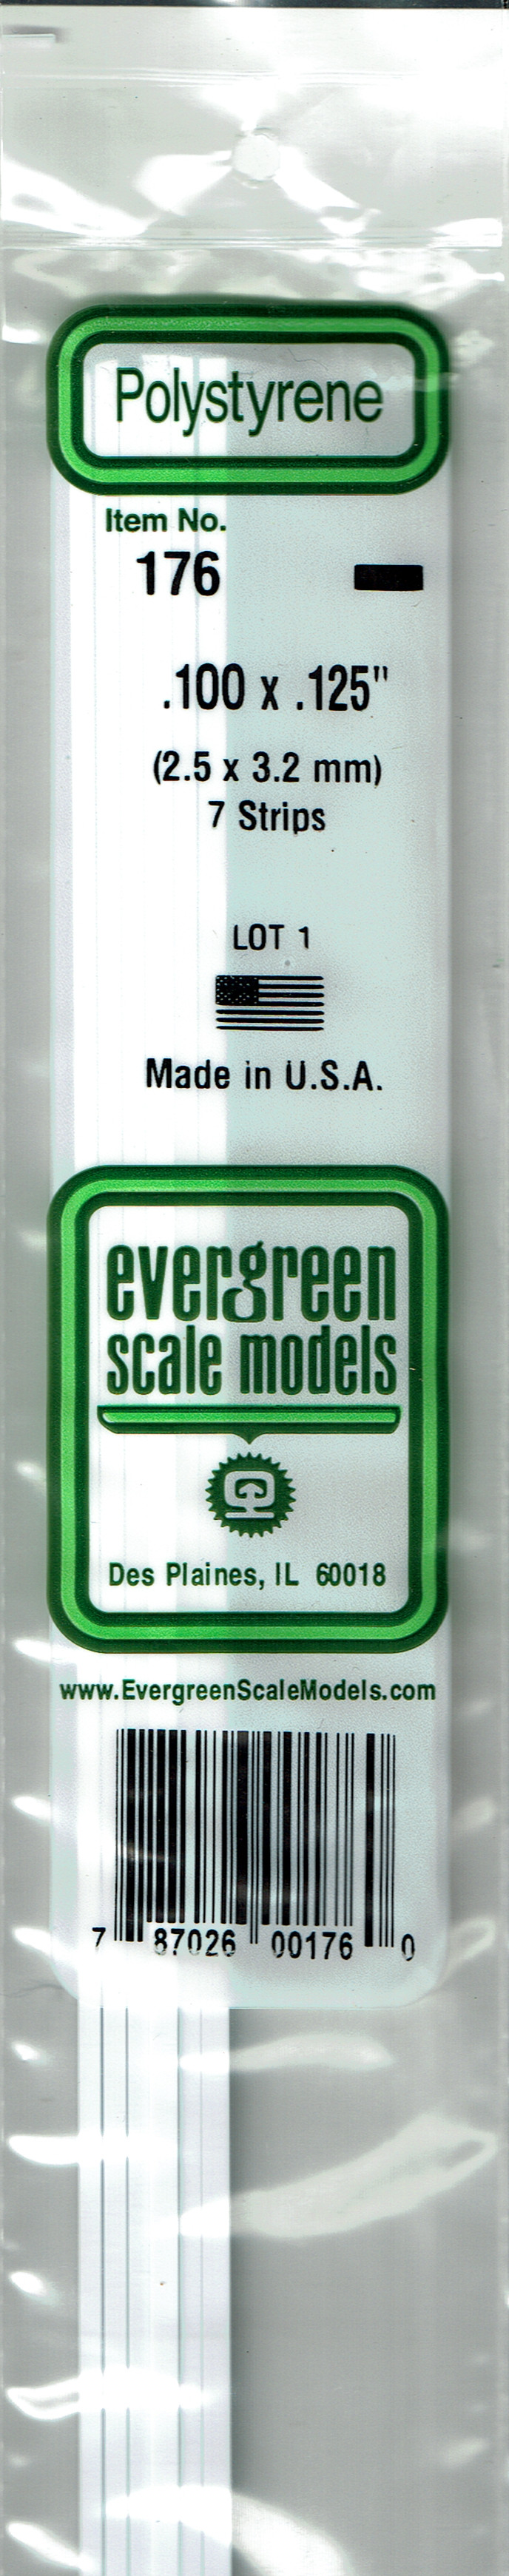 Polystyrene
Item No.
176
.100 x .125"
(2.5 x 3.2 mm)
7 Strips
LOT 1
Made in U.S.A.
evergreen
scale models
Des Plaines, IL 60018
www.EvergreenScaleModels.com
7 87026 00176 0